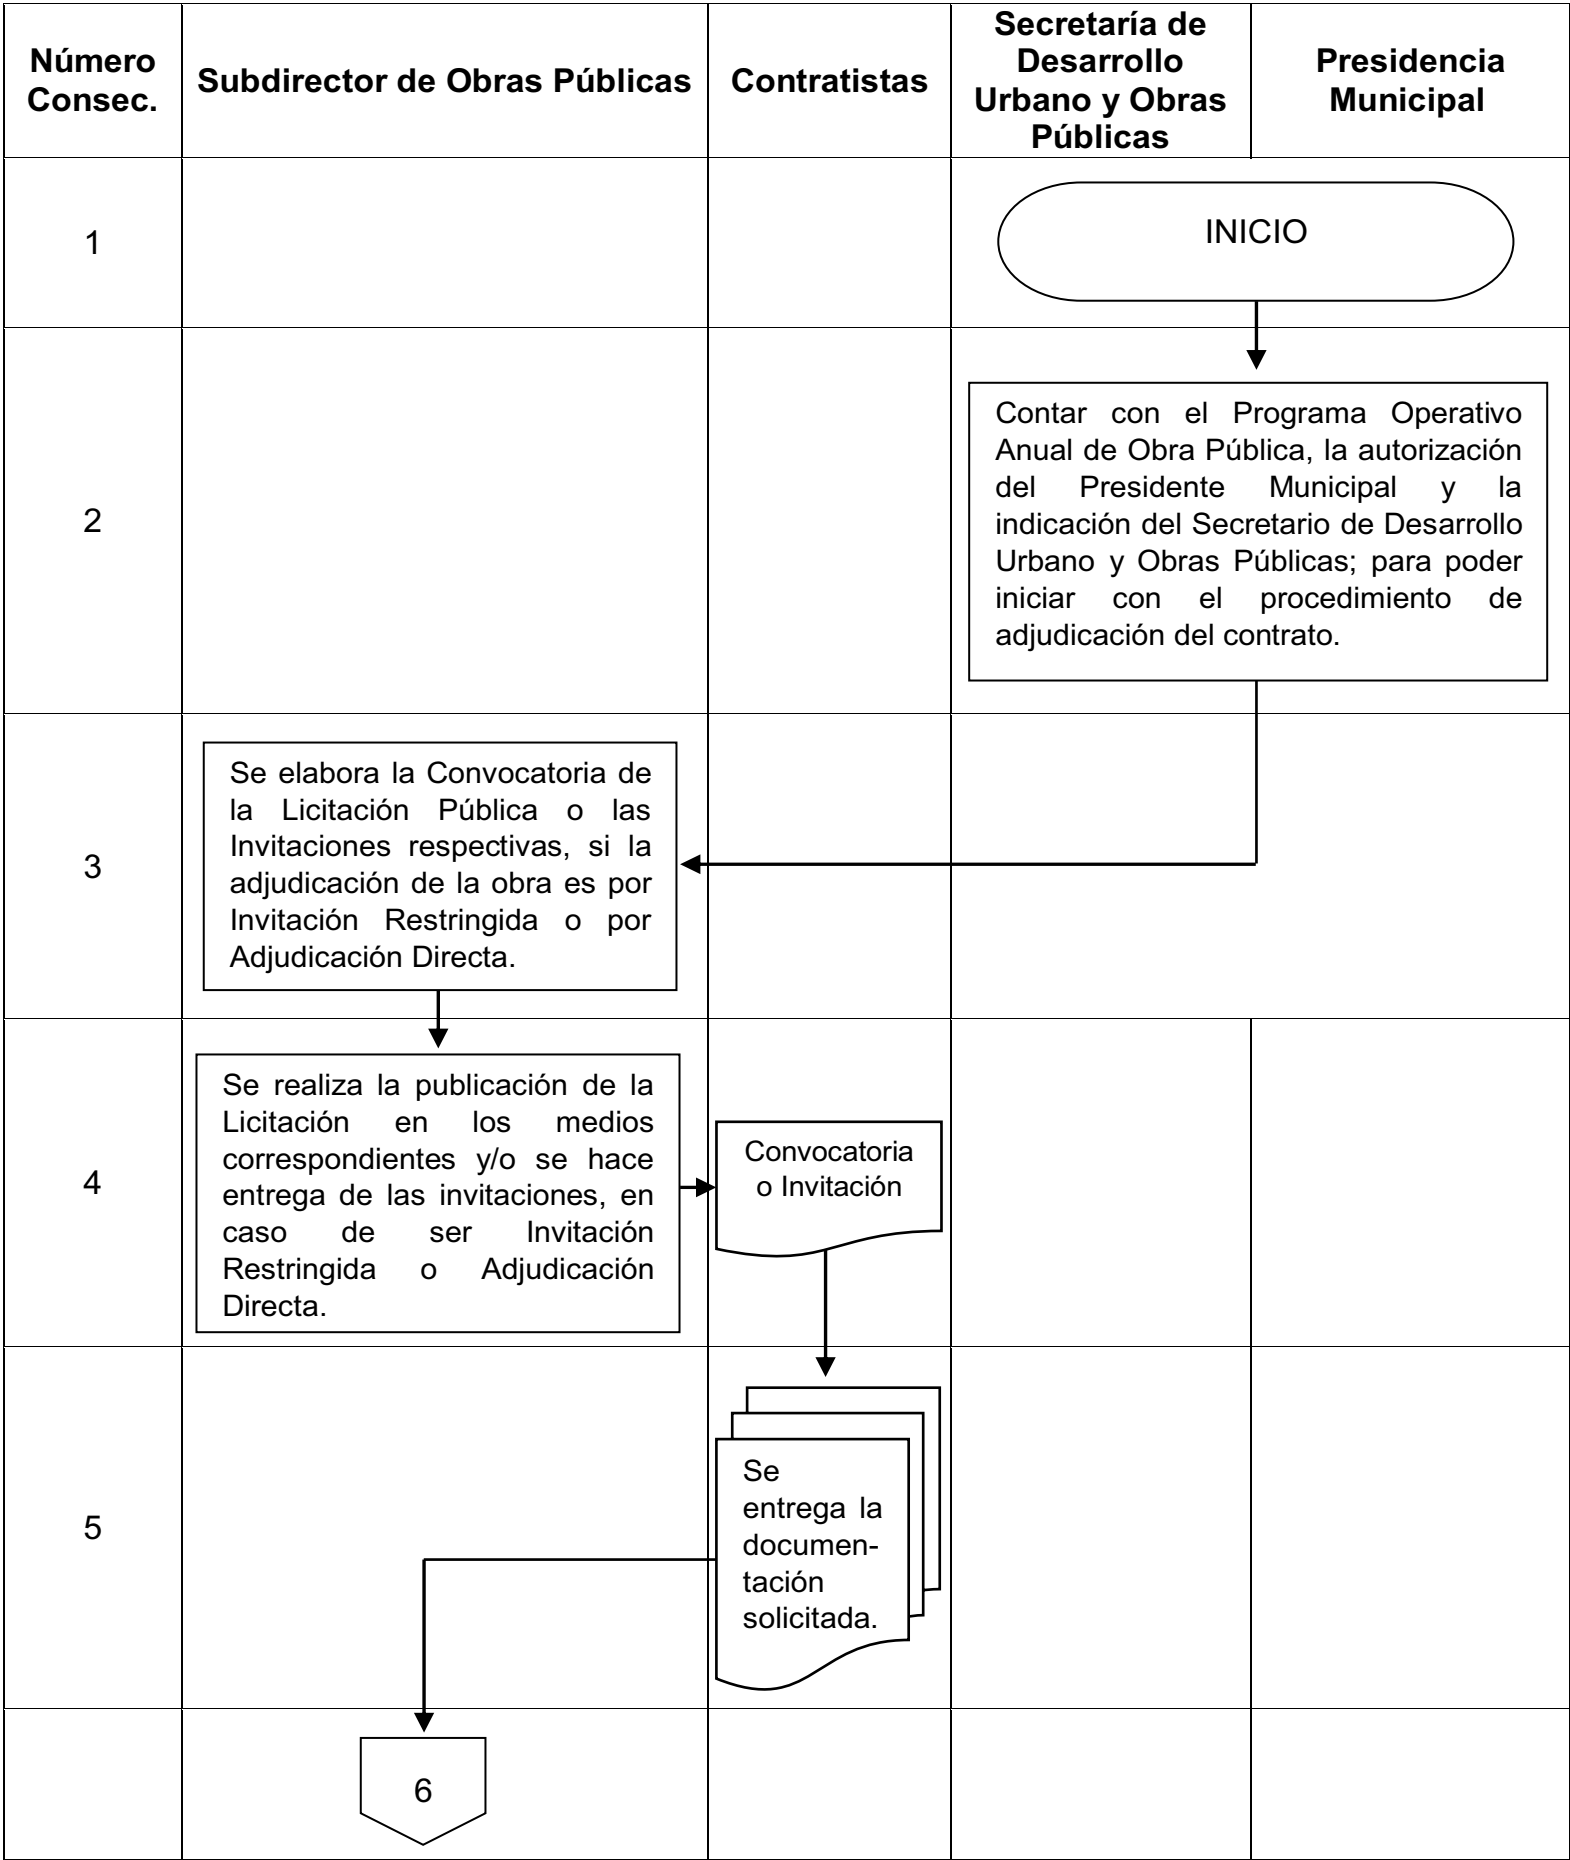 Número
Consec.
Subdirector de Obras Públicas
Contratistas
Secretaría de
Desarrollo
Urbano y Obras
Públicas
Presidencia
Municipal
1
INICIO
2
Contar con el Programa Operativo
Anual de Obra Pública, la autorización
del Presidente Municipal y la
indicación del Secretario de Desarrollo
Urbano y Obras Públicas; para poder
iniciar con el procedimiento de
adjudicación del contrato.
3
Se elabora la Convocatoria de
la Licitación Pública o las
Invitaciones respectivas, si la
adjudicación de la obra es por
Invitación Restringida o por
Adjudicación Directa.
4
Se realiza la publicación de la
Licitación en los medios
correspondientes y/o se hace
entrega de las invitaciones, en
caso de ser Invitación
Restringida o Adjudicación
Directa.
Convocatoria
o Invitación
5
Se
entrega la
documen-
tación
solicitada.
6